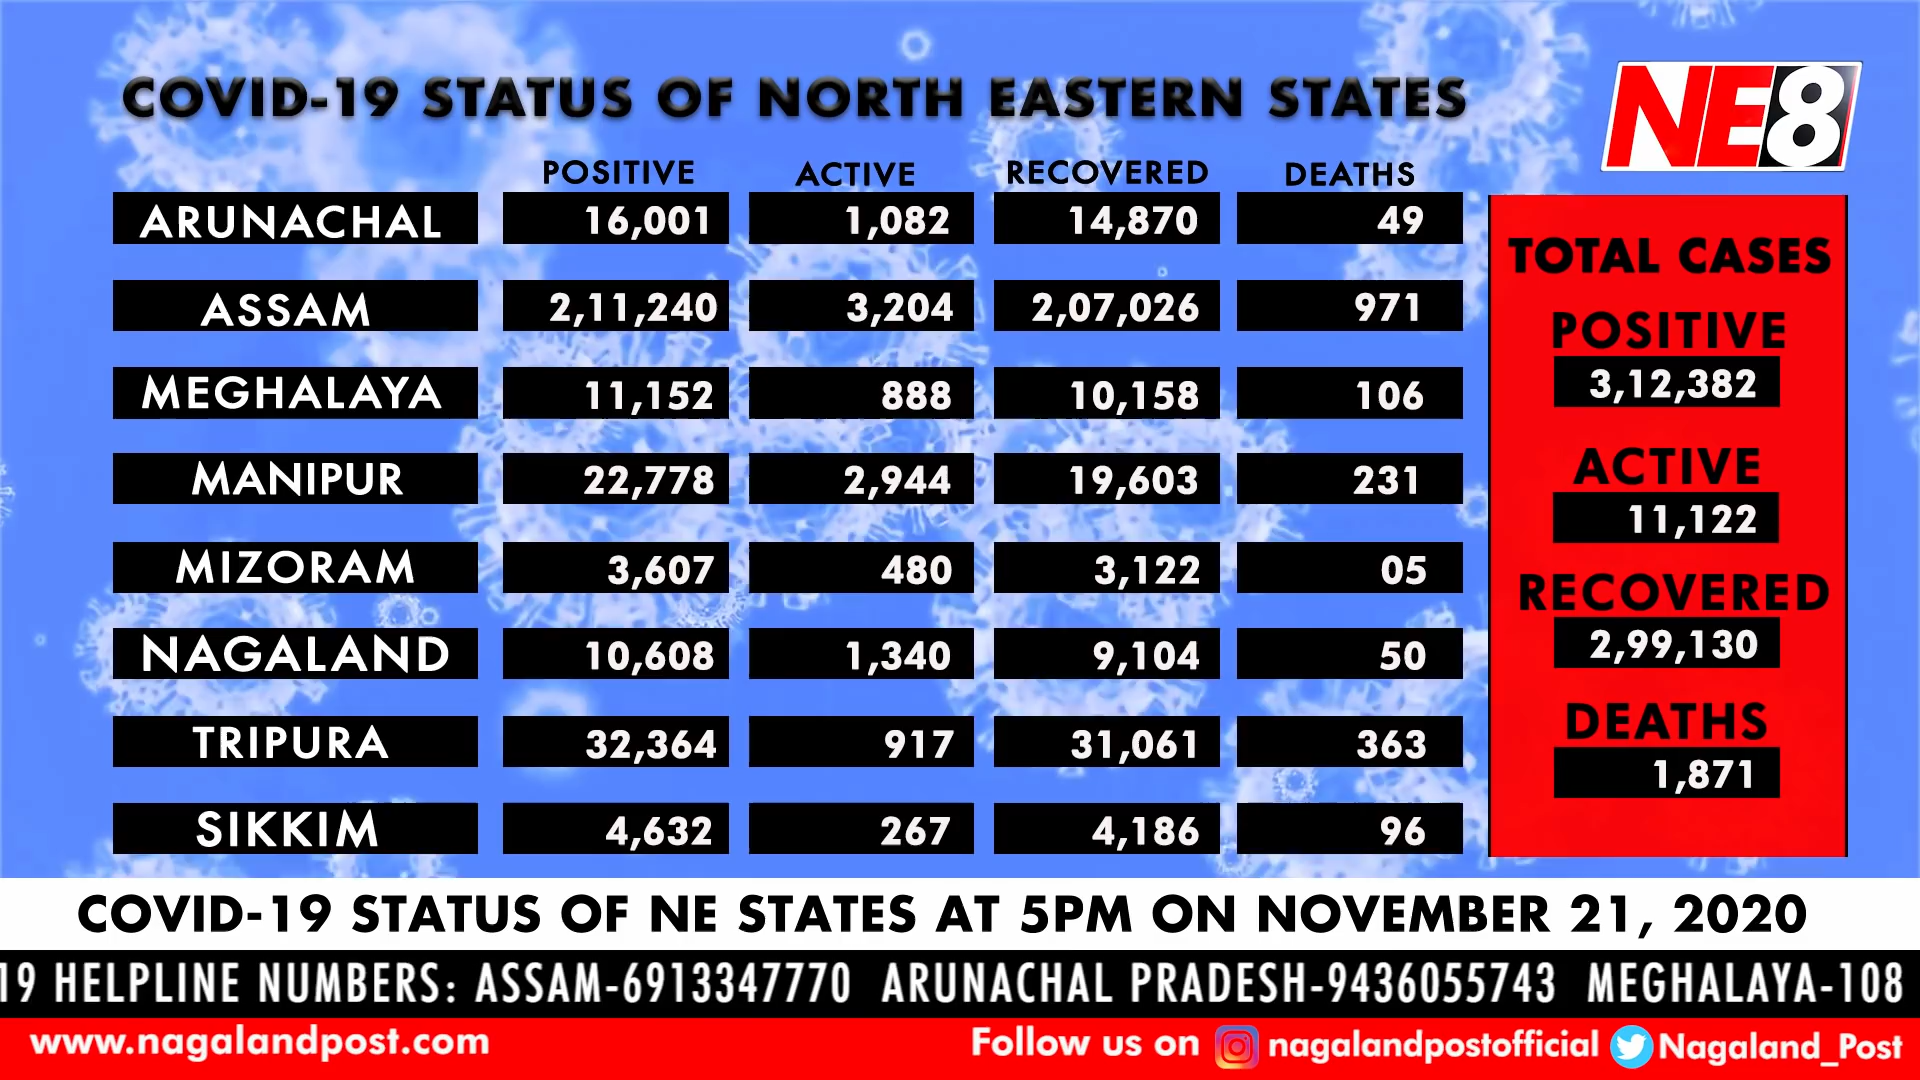 COVID-19 STATUS OF NORTH EASTERN STATES
NE8
POSITIVE ACTIVE RECOVERED DEATHS
ARUNACHAL 16,001 1,082 14,870 49
ASSAM 2,11,240 3,204 2,07,026 971
MEGHALAYA 11,152 888 10,158 106
MANIPUR 22,778 2,944 19,603 231
MIZORAM 3,607 480 3,122 05
NAGALAND 10,608 1,340 9,104 50
TRIPURA 32,364 917 31,061 363
SIKKIM 4,632 267 4,186 96
TOTAL CASES
POSITIVE
3,12,382
ACTIVE
11,122
RECOVERED
2,99,130
DEATHS
1,871
COVID-19 STATUS OF NE STATES AT 5PM ON NOVEMBER 21, 2020
19 HELPLINE NUMBERS: ASSAM-6913347770 ARUNACHAL PRADESH-9436055743 MEGHALAYA-108
www.nagalandpost.com Follow us on nagalandpostofficial Nagaland_Post